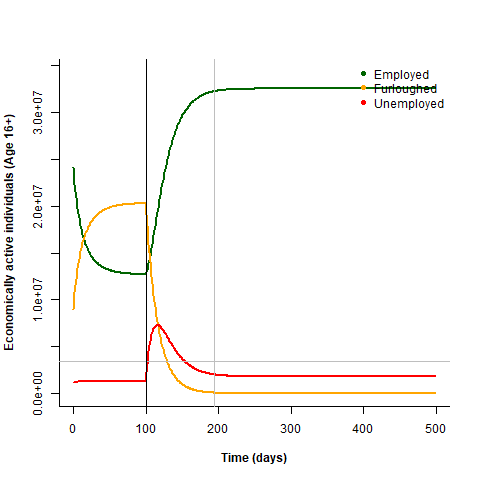 Employed
Furloughed
Unemployed
Economically active individuals (Age 16+)
3.0e+07
2.0e+07
1.0e+07
0.0e+00
0 100 200 300 400 500
Time (days)